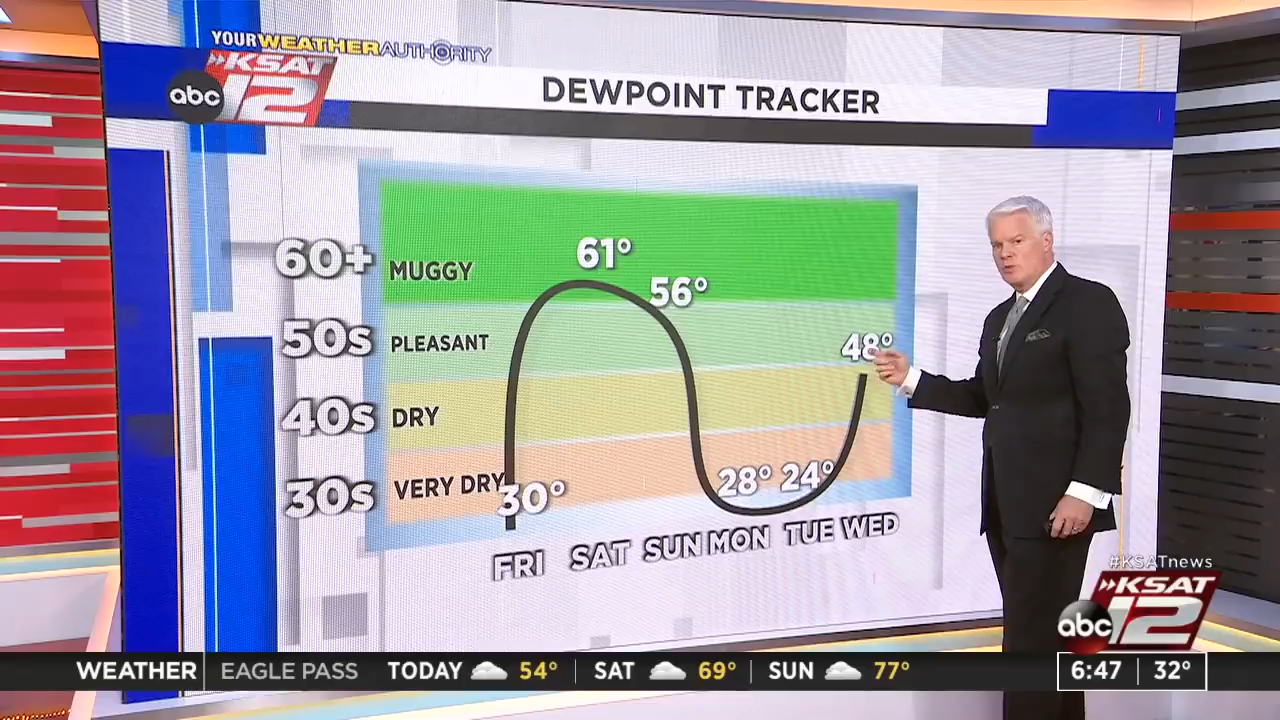 YOUR WEATHER AUTHORITY
»KSAT
abc 12
DEWPOINT TRACKER
60+ MUGGY
61°
56°
50s PLEASANT
48°
40s DRY
30s VERY DRY
30°
28° 24°
FRI SAT SUN MON TUE WED
#KSATnews
»KSAT
abc 12
WEATHER EAGLE PASS TODAY 54° SAT 69° SUN 77° 6:47 32°